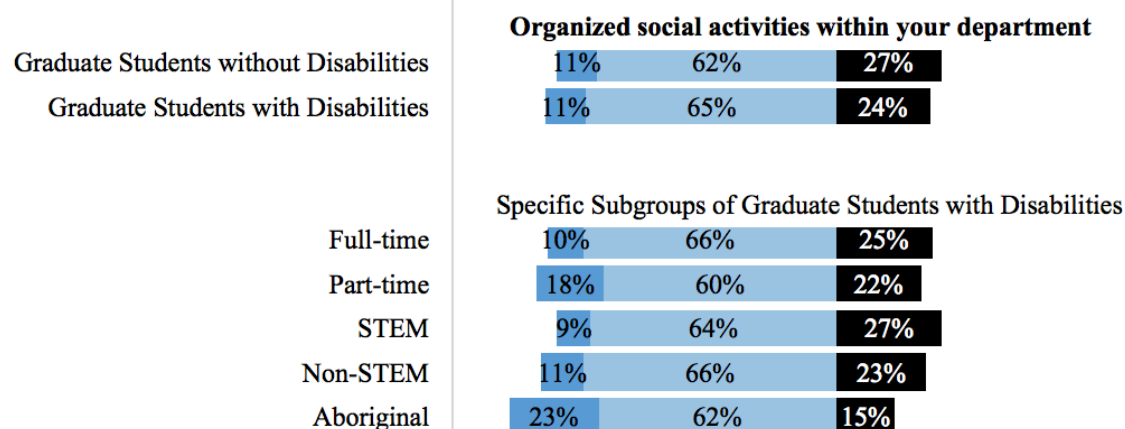 Organized social activities within your department
Graduate Students without Disabilities 11% 62% 27%
Graduate Students with Disabilities 11% 65% 24%
Specific Subgroups of Graduate Students with Disabilities
Full-time 10% 66% 25%
Part-time 18% 60% 22%
STEM 9% 64% 27%
Non-STEM 11% 66% 23%
Aboriginal 23% 62% 15%